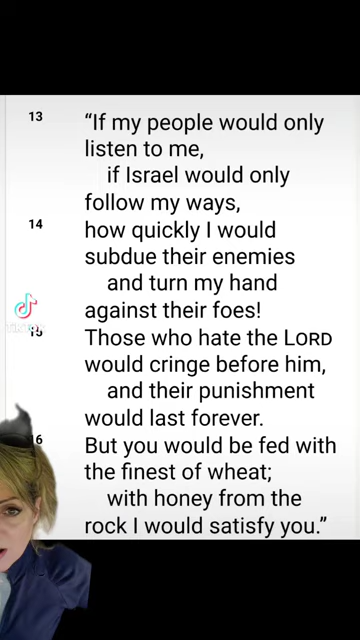 13 “If my people would only
listen to me,
if Israel would only
follow my ways,
14 how quickly I would
subdue their enemies
and turn my hand
against their foes!
15 Those who hate the LORD
would cringe before him,
and their punishment
would last forever.
16 But you would be fed with
the finest of wheat;
with honey from the
rock I would satisfy you.”